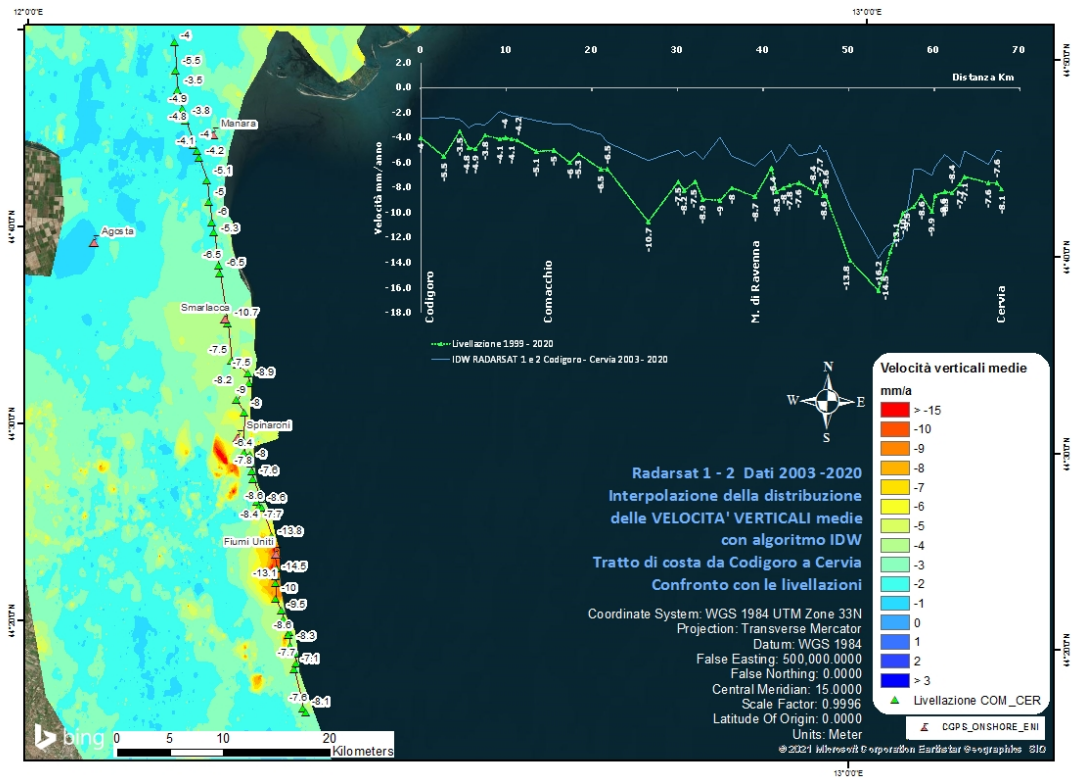 12°0'0"E
13°0'0"E
0
10
20
30
40
50
60
70
Distanza Km
2.0
0.0
-2.0
-4.0
-6.0
-8.0
-10.0
-12.0
-14.0
-16.0
-18.0
Velocità mm/anno
Codigoro
Comacchio
M. di Ravenna
Cervia
Livellazione 1999 - 2020
IDW RADARSAT 1 e 2 Codigoro - Cervia 2003 - 2020
-4
-5.5
-3.5
-4.9
-4.8
-3.8
Manara
-4
-4.1
-4.2
-5.1
-5
-6
Agosta
-5.3
-6.5
-6.5
Smarlacca
-10.7
-7.5
-7.5
-8.2
-8.9
-9
-8
Spinaroni
-6.4
-8
-7.8
-7.6
-8.6
-8.6
-8.4
-7.7
-13.8
Fiumi Uniti
-14.5
-13.1
-10
-9.5
-8.6
-8.3
-7.7
-7.1
-7.6
-8.1
N
W
E
S
Velocità verticali medie
mm/a
> -15
-10
-9
-8
-7
-6
-5
-4
-3
-2
-1
0
1
2
> 3
Livellazione COM_CER
CGPS_ONSHORE_ENI
Radarsat 1 - 2 Dati 2003 -2020
Interpolazione della distribuzione
delle VELOCITA' VERTICALI medie
con algoritmo IDW
Tratto di costa da Codigoro a Cervia
Confronto con le livellazioni
Coordinate System: WGS 1984 UTM Zone 33N
Projection: Transverse Mercator
Datum: WGS 1984
False Easting: 500,000.0000
False Northing: 0.0000
Central Meridian: 15.0000
Scale Factor: 0.9996
Latitude Of Origin: 0.0000
Units: Meter
© 2021 Microsoft Corporation Earthstar Geographics SIO
bing
0
5
10
20
Kilometers
13°0'0"E